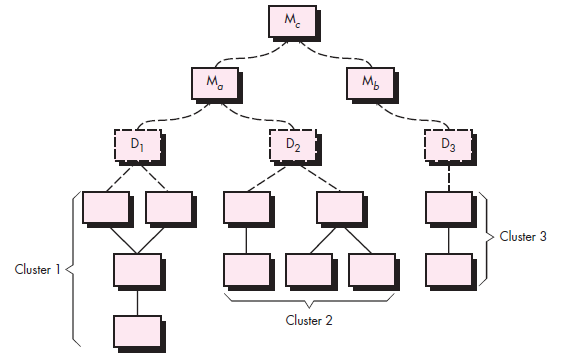 Mc
Ma
Mb
D1
D2
D3
Cluster 3
Cluster 1
Cluster 2